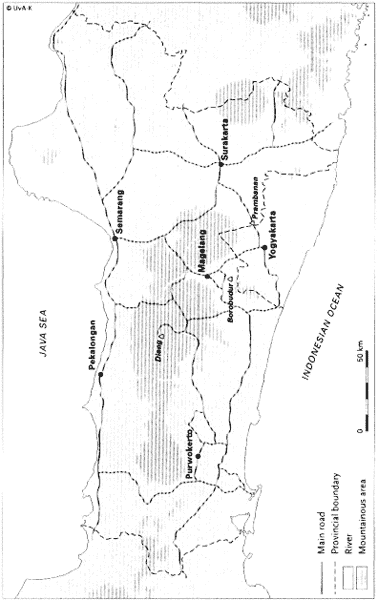 © UvA-K
JAVA SEA
Pekalongan
Semarang
Dieng
Magelang
Surakarta
Purwokerto
Borobudur
Prambanan
Yogyakarta
INDONESIAN OCEAN
0 50 km
Main road
Provincial boundary
River
Mountainous area